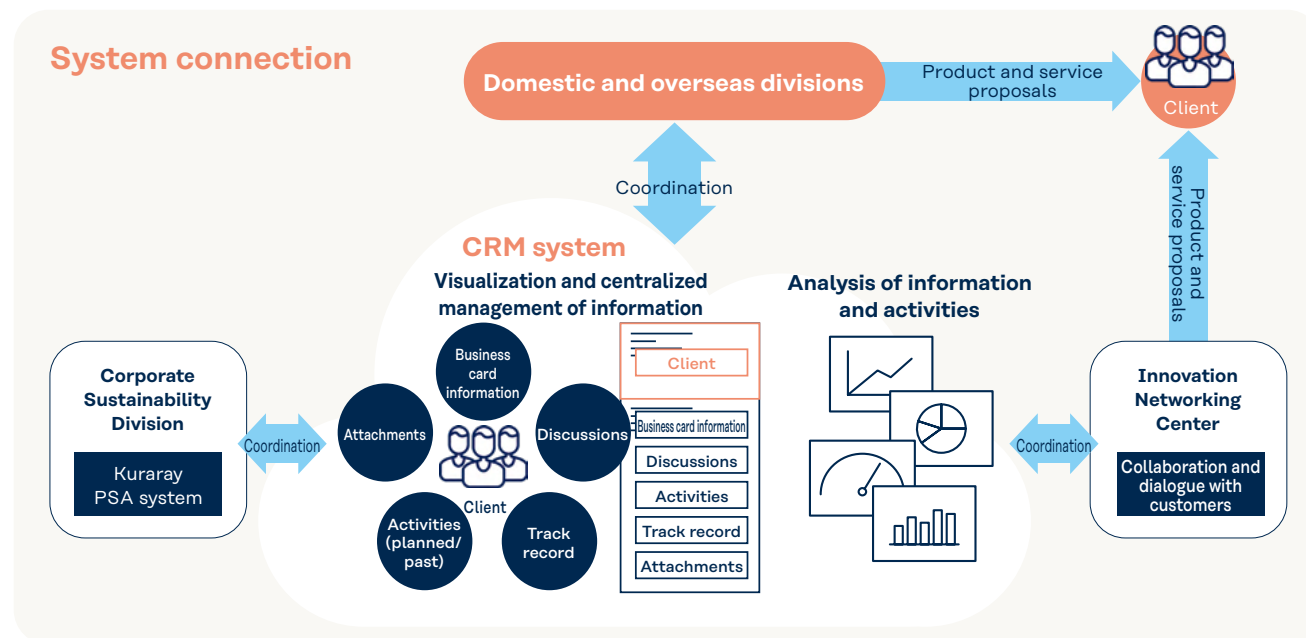 System connection
Domestic and overseas divisions
Product and service
proposals
Client
Coordination
Product and
service proposals
CRM system
Visualization and centralized
management of information
Analysis of information
and activities
Corporate
Sustainability
Division
Kuraray
PSA system
Coordination
Business
card
information
Attachments
Discussions
Client
Activities
(planned/
past)
Track
record
Client
Business card information
Discussions
Activities
Track record
Attachments
Coordination
Innovation
Networking
Center
Collaboration and
dialogue with
customers